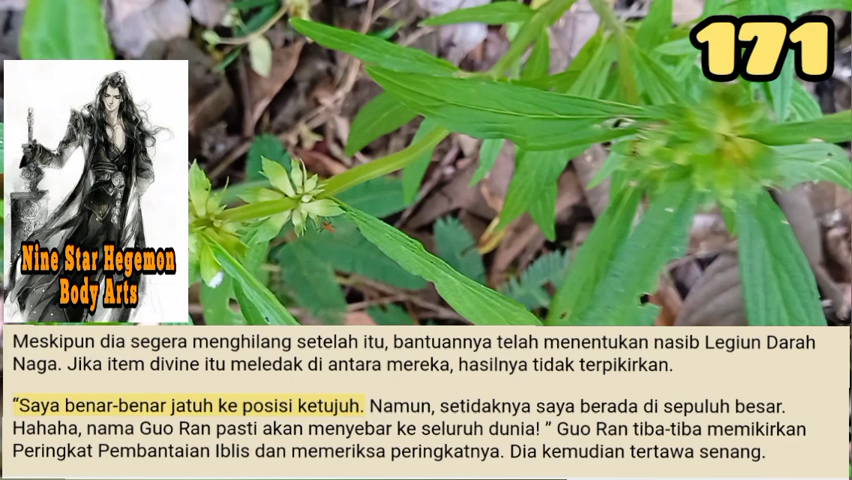 171
Nine Star Hegemon
Body Arts
Meskipun dia segera menghilang setelah itu, bantuannya telah menentukan nasib Legiun Darah
Naga. Jika item divine itu meledak di antara mereka, hasilnya tidak terpikirkan.
“Saya benar-benar jatuh ke posisi ketujuh. Namun, setidaknya saya berada di sepuluh besar.
Hahaha, nama Guo Ran pasti akan menyebar ke seluruh dunia! ” Guo Ran tiba-tiba memikirkan
Peringkat Pembantaian Iblis dan memeriksa peringkatnya. Dia kemudian tertawa senang.